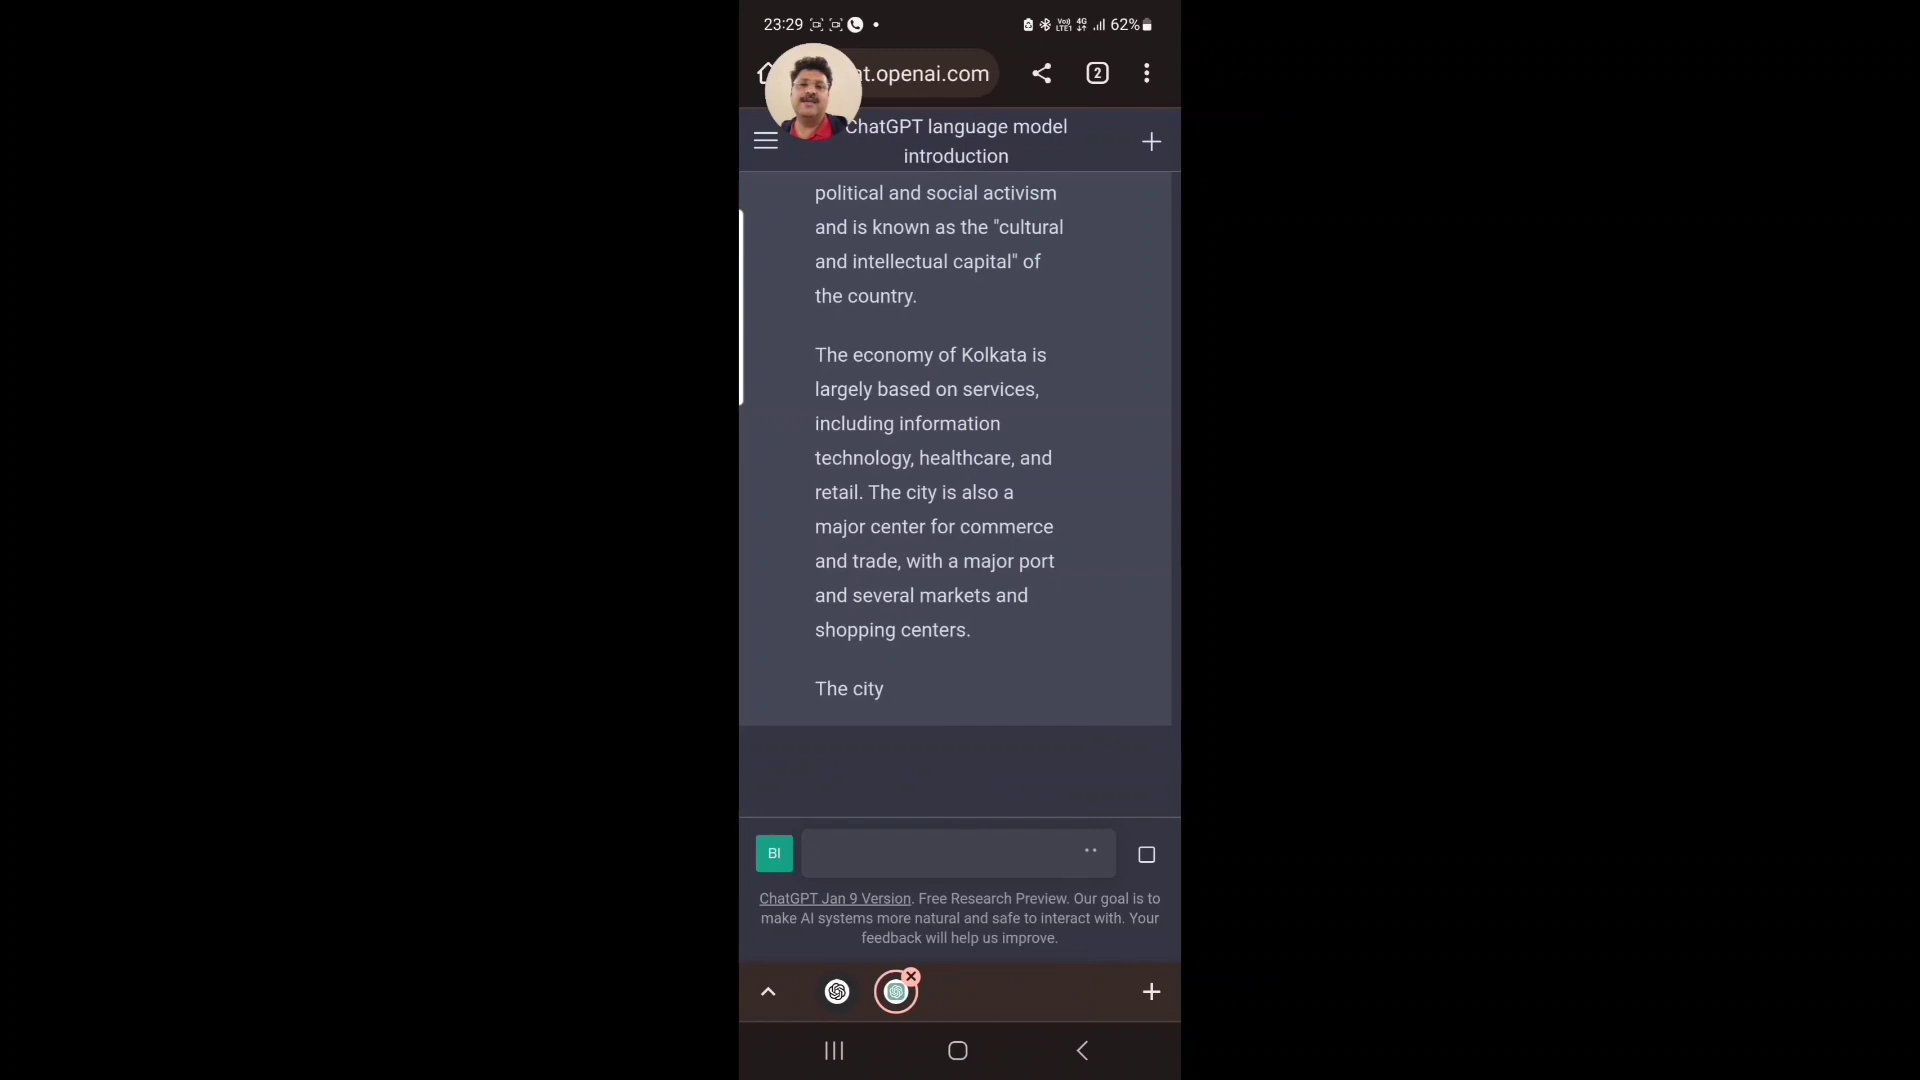 23:29
Vo) 4G
LTE1 62%
at.openai.com
2
ChatGPT language model
introduction
political and social activism
and is known as the "cultural
and intellectual capital" of
the country.
The economy of Kolkata is
largely based on services,
including information
technology, healthcare, and
retail. The city is also a
major center for commerce
and trade, with a major port
and several markets and
shopping centers.
The city
BI
ChatGPT Jan 9 Version. Free Research Preview. Our goal is to
make AI systems more natural and safe to interact with. Your
feedback will help us improve.